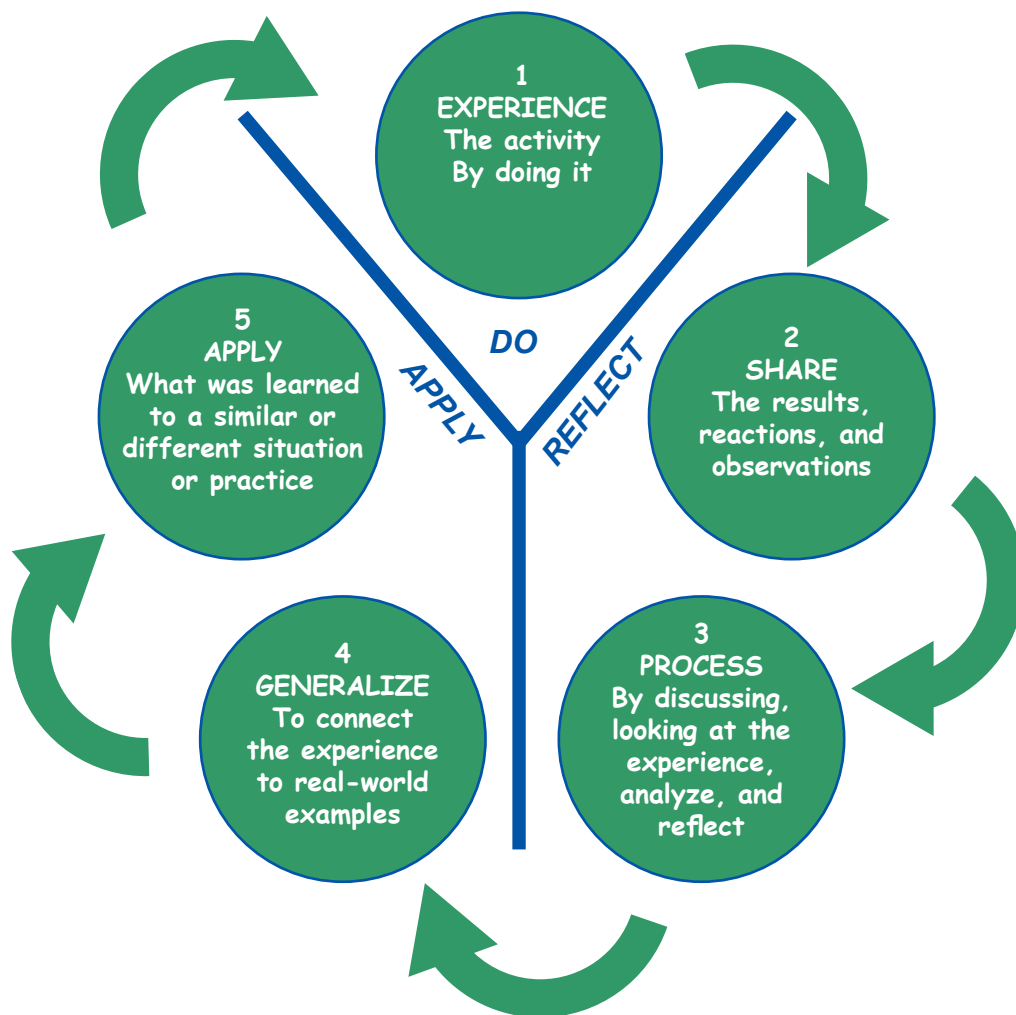 1
EXPERIENCE
The activity
By doing it
DO
REFLECT
APPLY
2
SHARE
The results,
reactions, and
observations
3
PROCESS
By discussing,
looking at the
experience,
analyze, and
reflect
4
GENERALIZE
To connect
the experience
to real-world
examples
5
APPLY
What was learned
to a similar or
different situation
or practice